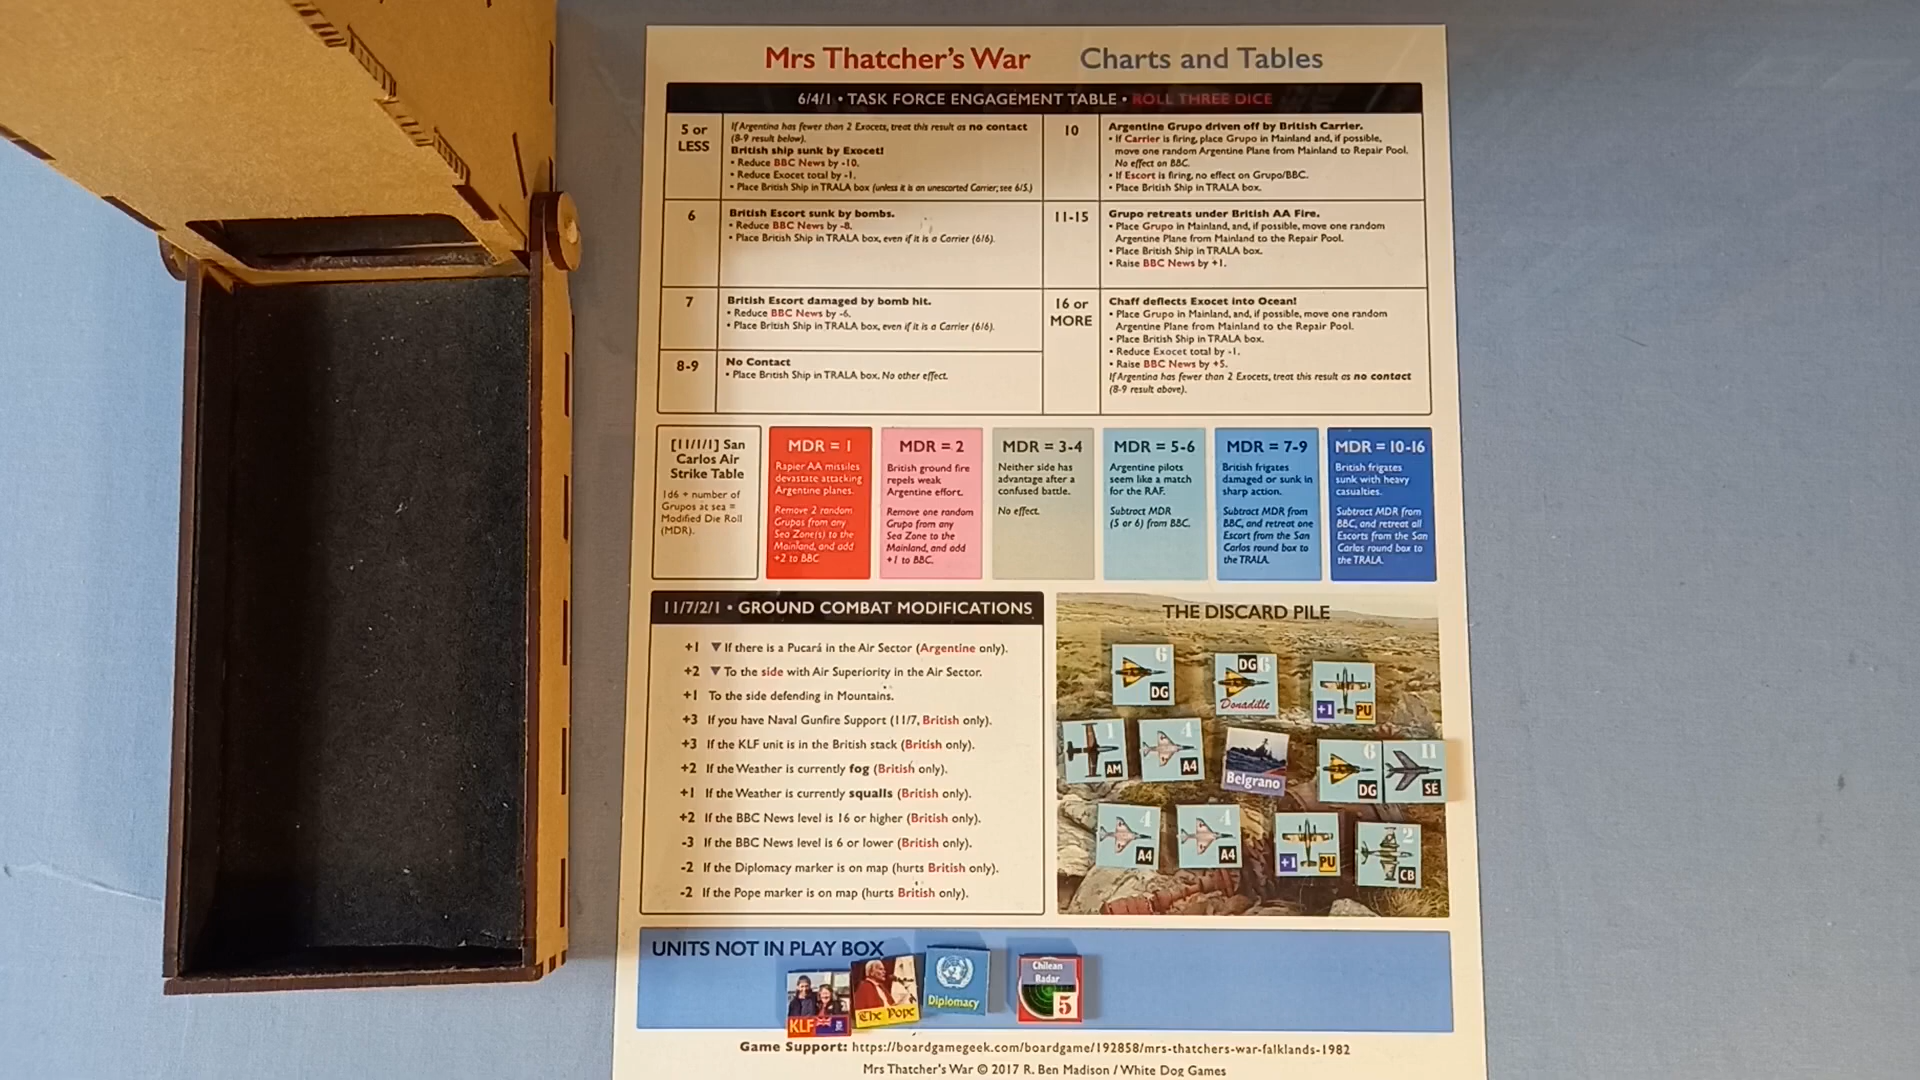 Mrs Thatcher's War Charts and Tables
6/4/1 • TASK FORCE ENGAGEMENT TABLE • ROLL THREE DICE
5 or
LESS
If Argentina has fewer than 2 Exocets, treat this result as no contact
(8-9 result below).
British ship sunk by Exocet!
• Reduce BBC News by -10.
• Reduce Exocet total by -1.
• Place British Ship in TRALA box (unless it is an unescorted Carrier; see 6/5.)
6
British Escort sunk by bombs.
• Reduce BBC News by -8.
• Place British Ship in TRALA box, even if it is a Carrier (6/6).
7
British Escort damaged by bomb hit.
• Reduce BBC News by -6.
• Place British Ship in TRALA box, even if it is a Carrier (6/6).
8-9
No Contact
• Place British Ship in TRALA box. No other effect.
10
Argentine Grupo driven off by British Carrier.
• If Carrier is firing, place Grupo in Mainland and, if possible,
move one random Argentine Plane from Mainland to Repair Pool.
No effect on BBC.
• If Escort is firing, no effect on Grupo/BBC.
• Place British Ship in TRALA box.
11-15
Grupo retreats under British AA Fire.
• Place Grupo in Mainland, and, if possible, move one random
Argentine Plane from Mainland to the Repair Pool.
• Place British Ship in TRALA box.
• Raise BBC News by +1.
16 or
MORE
Chaff deflects Exocet into Ocean!
• Place Grupo in Mainland, and, if possible, move one random
Argentine Plane from Mainland to the Repair Pool.
• Place British Ship in TRALA box.
• Reduce Exocet total by -1.
• Raise BBC News by +5.
If Argentina has fewer than 2 Exocets, treat this result as no contact
(8-9 result above).
[11/1/1] San
Carlos Air
Strike Table
1d6 + number of
Grupos at sea =
Modified Die Roll
(MDR).
MDR = 1
Rapier AA missiles
devastate attacking
Argentine planes.
Remove 2 random
Grupos from any
Sea Zone(s) to the
Mainland, and add
+2 to BBC
MDR = 2
British ground fire
repels weak
Argentine effort.
Remove one random
Grupo from any
Sea Zone to the
Mainland, and add
+1 to BBC.
MDR = 3-4
Neither side has
advantage after a
confused battle.
No effect.
MDR = 5-6
Argentine pilots
seem like a match
for the RAF.
Subtract MDR
(5 or 6) from BBC.
MDR = 7-9
British frigates
damaged or sunk in
sharp action.
Subtract MDR from
BBC, and retreat one
Escort from the San
Carlos round box to
the TRALA.
MDR = 10-16
British frigates
sunk with heavy
casualties.
Subtract MDR from
BBC, and retreat all
Escorts from the San
Carlos round box to
the TRALA.
11/7/2/1 • GROUND COMBAT MODIFICATIONS
+1 ▼ If there is a Pucará in the Air Sector (Argentine only).
+2 ▼ To the side with Air Superiority in the Air Sector.
+1 To the side defending in Mountains.
+3 If you have Naval Gunfire Support (11/7, British only).
+3 If the KLF unit is in the British stack (British only).
+2 If the Weather is currently fog (British only).
+1 If the Weather is currently squalls (British only).
+2 If the BBC News level is 16 or higher (British only).
-3 If the BBC News level is 6 or lower (British only).
-2 If the Diplomacy marker is on map (hurts British only).
-2 If the Pope marker is on map (hurts British only).
THE DISCARD PILE
6
DG
DG 6
Donadille
+1 PU
1
AM
4
A4
Belgrano
6
DG
11
SÉ
4
A4
4
A4
+1 PU
2
CB
UNITS NOT IN PLAY BOX
KLF
The Pope
Diplomacy
Chilean
Radar
5
Game Support: https://boardgamegeek.com/boardgame/192858/mrs-thatchers-war-falklands-1982
Mrs Thatcher's War © 2017 R. Ben Madison / White Dog Games